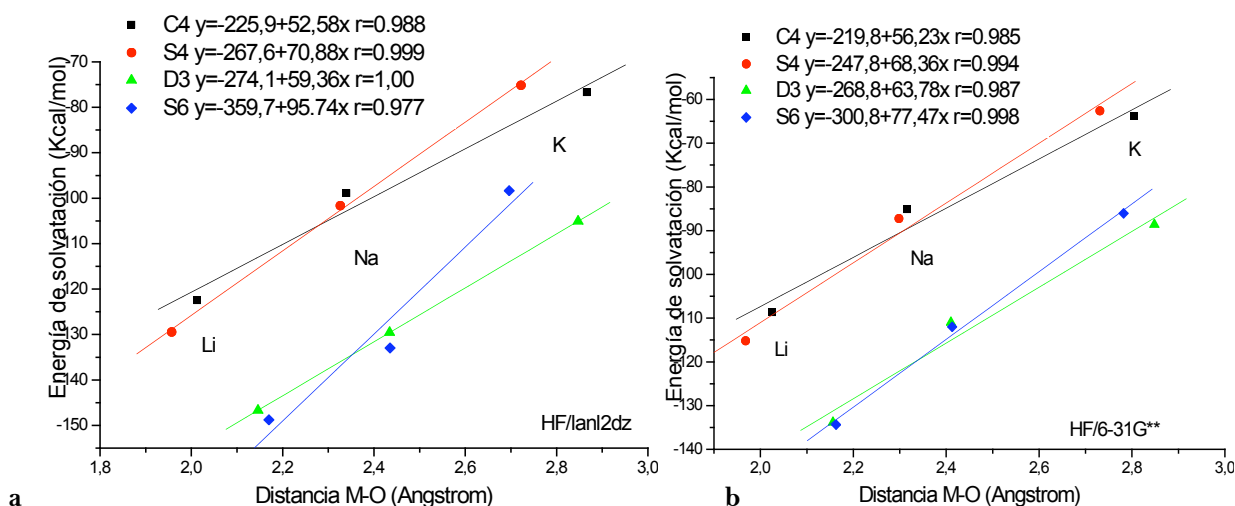 C4 y=-225,9+52,58x r=0.988
S4 y=-267,6+70,88x r=0.999
D3 y=-274,1+59,36x r=1,00
S6 y=-359,7+95.74x r=0.977
Energía de solvatación (Kcal/mol)
-70
-80
-90
-100
-110
-120
-130
-140
-150
K
Na
Li
HF/lanl2dz
1,8 2,0 2,2 2,4 2,6 2,8 3,0
Distancia M-O (Angstrom)
a
C4 y=-219,8+56,23x r=0.985
S4 y=-247,8+68,36x r=0.994
D3 y=-268,8+63,78x r=0.987
S6 y=-300,8+77,47x r=0.998
Energía de solvatación (Kcal/mol)
-60
-70
-80
-90
-100
-110
-120
-130
-140
K
Na
Li
HF/6-31G**
2,0 2,2 2,4 2,6 2,8 3,0
Distancia M-O (Angstrom)
b